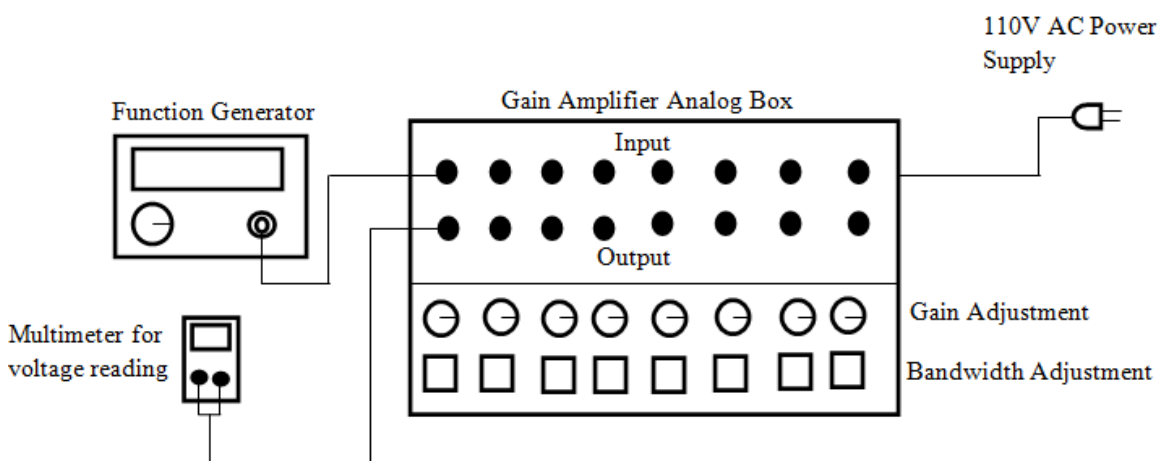 110V AC Power
Supply
Function Generator
Gain Amplifier Analog Box
Input
Output
Multimeter for
voltage reading
Gain Adjustment
Bandwidth Adjustment